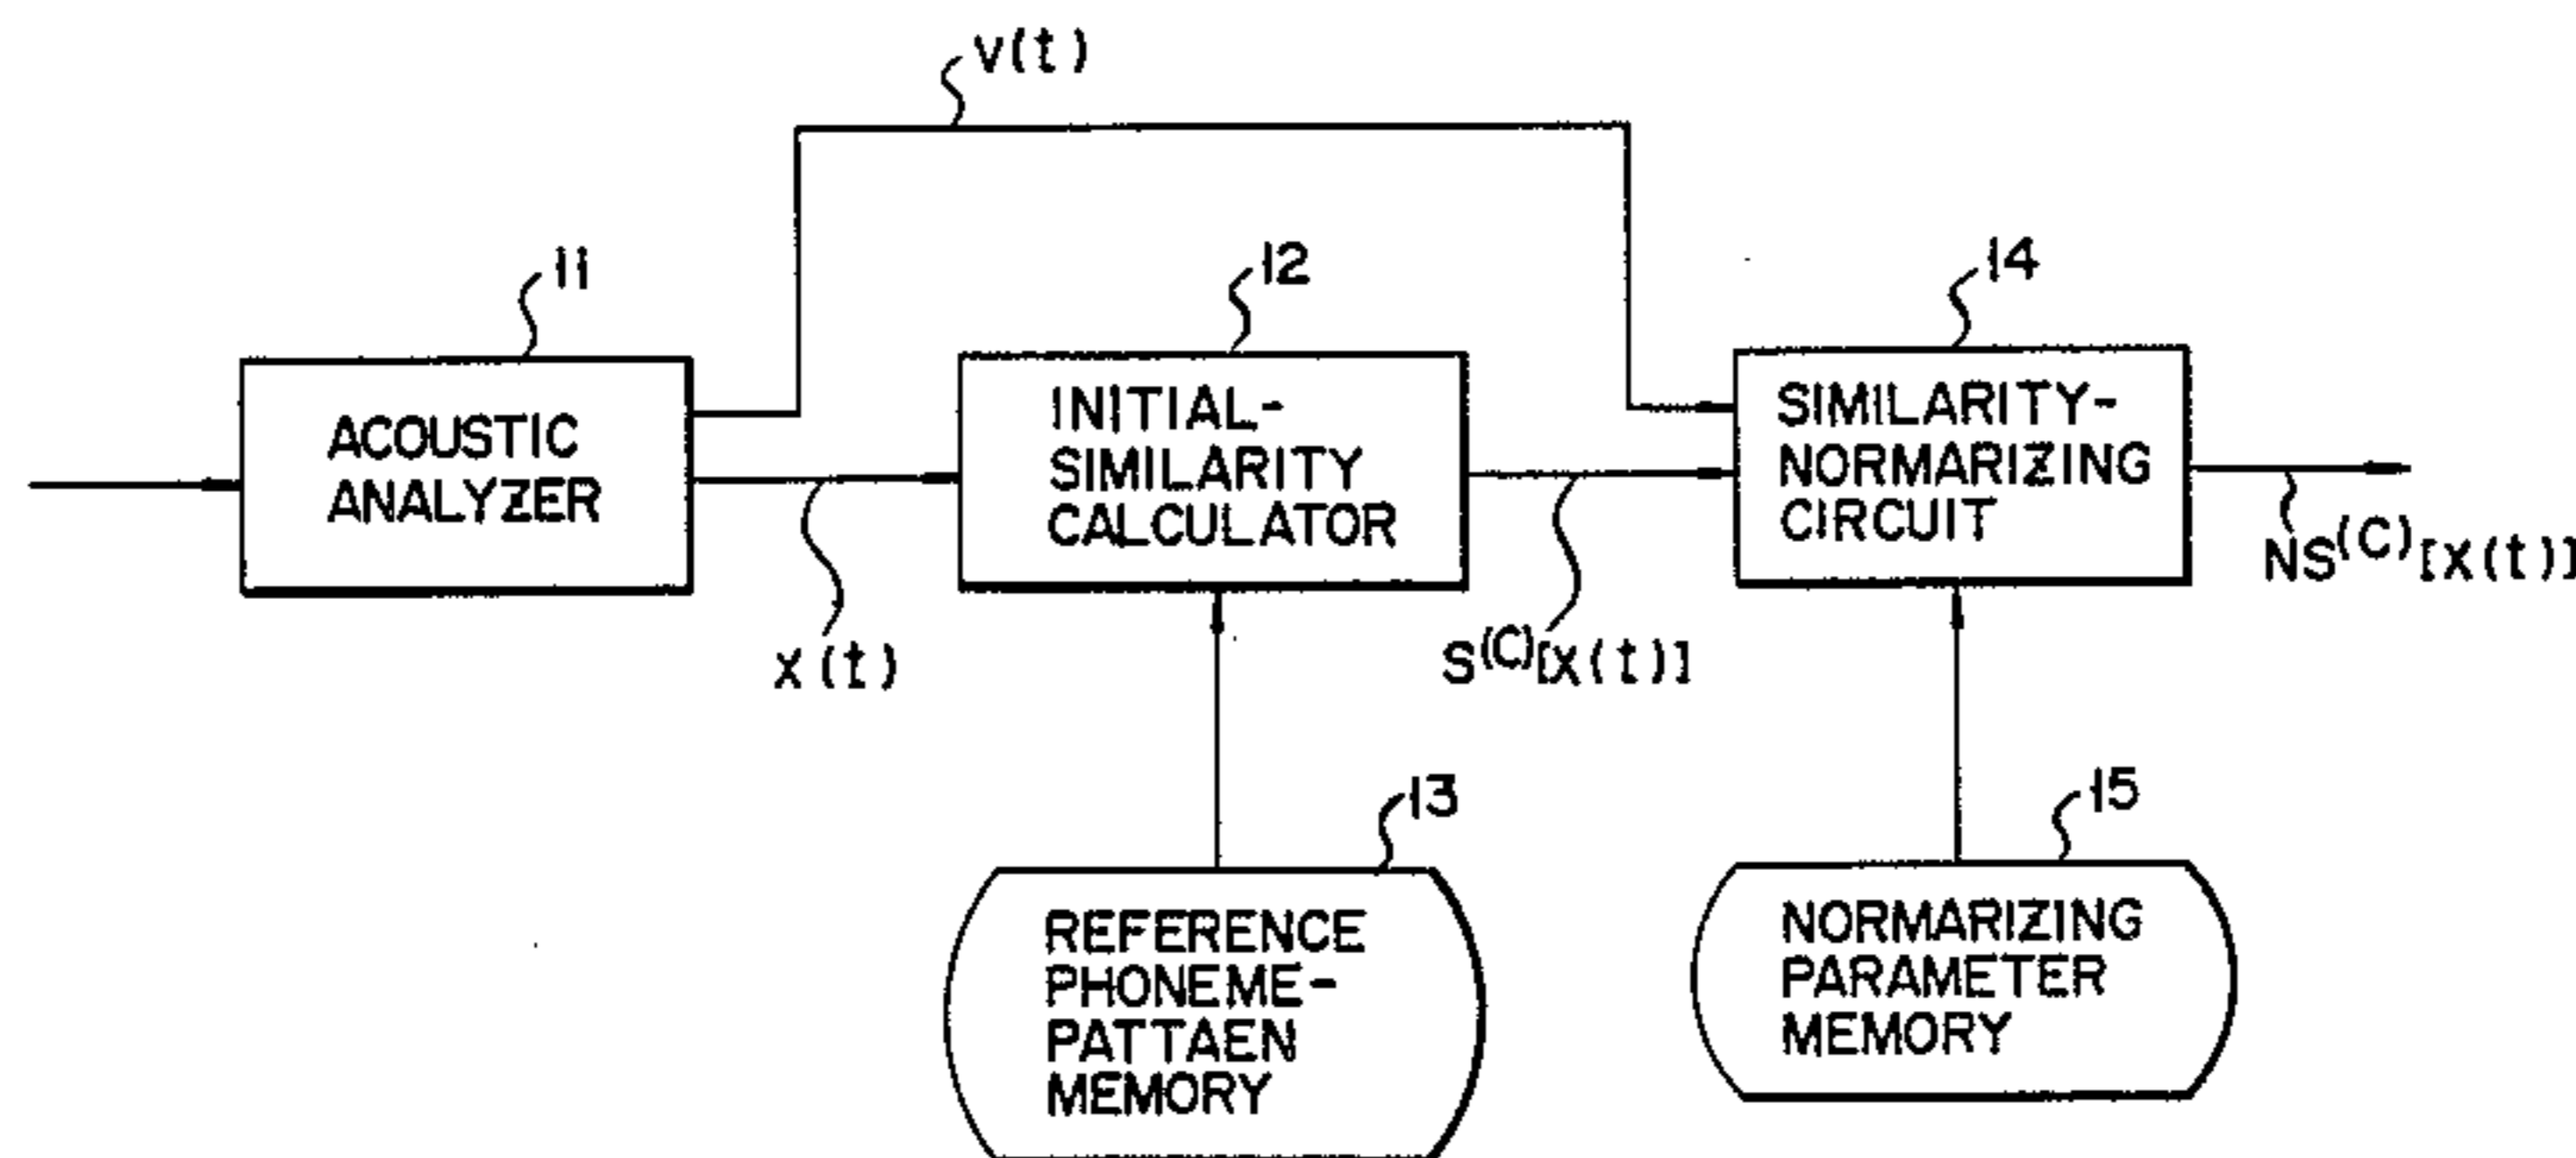 V(t)
11
12
14
ACOUSTIC
ANALYZER
INITIAL-
SIMILARITY
CALCULATOR
SIMILARITY-
NORMARIZING
CIRCUIT
X(t)
S(C)[X(t)]
NS(C)[X(t)]
13
15
REFERENCE
PHONEME-
PATTAEN
MEMORY
NORMARIZING
PARAMETER
MEMORY